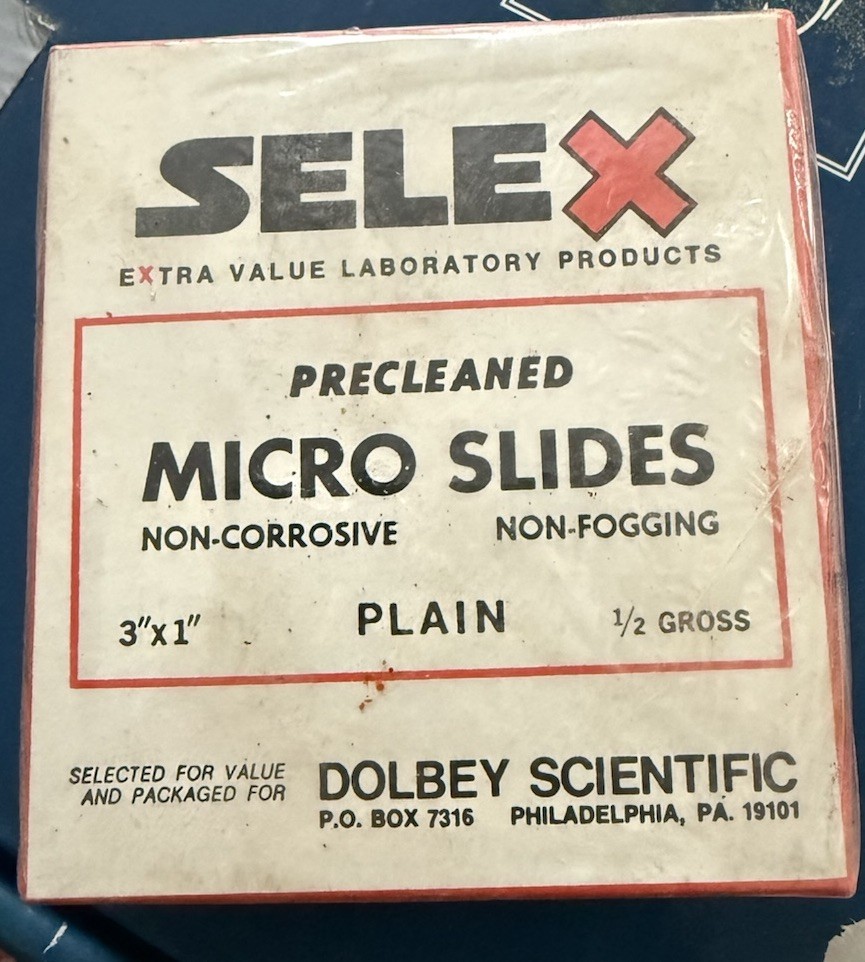 SELEX
EXTRA VALUE LABORATORY PRODUCTS
PRECLEANED
MICRO SLIDES
NON-CORROSIVE NON-FOGGING
3"x1" PLAIN 1/2 GROSS
SELECTED FOR VALUE
AND PACKAGED FOR
DOLBEY SCIENTIFIC
P.O. BOX 7316 PHILADELPHIA, PA. 19101